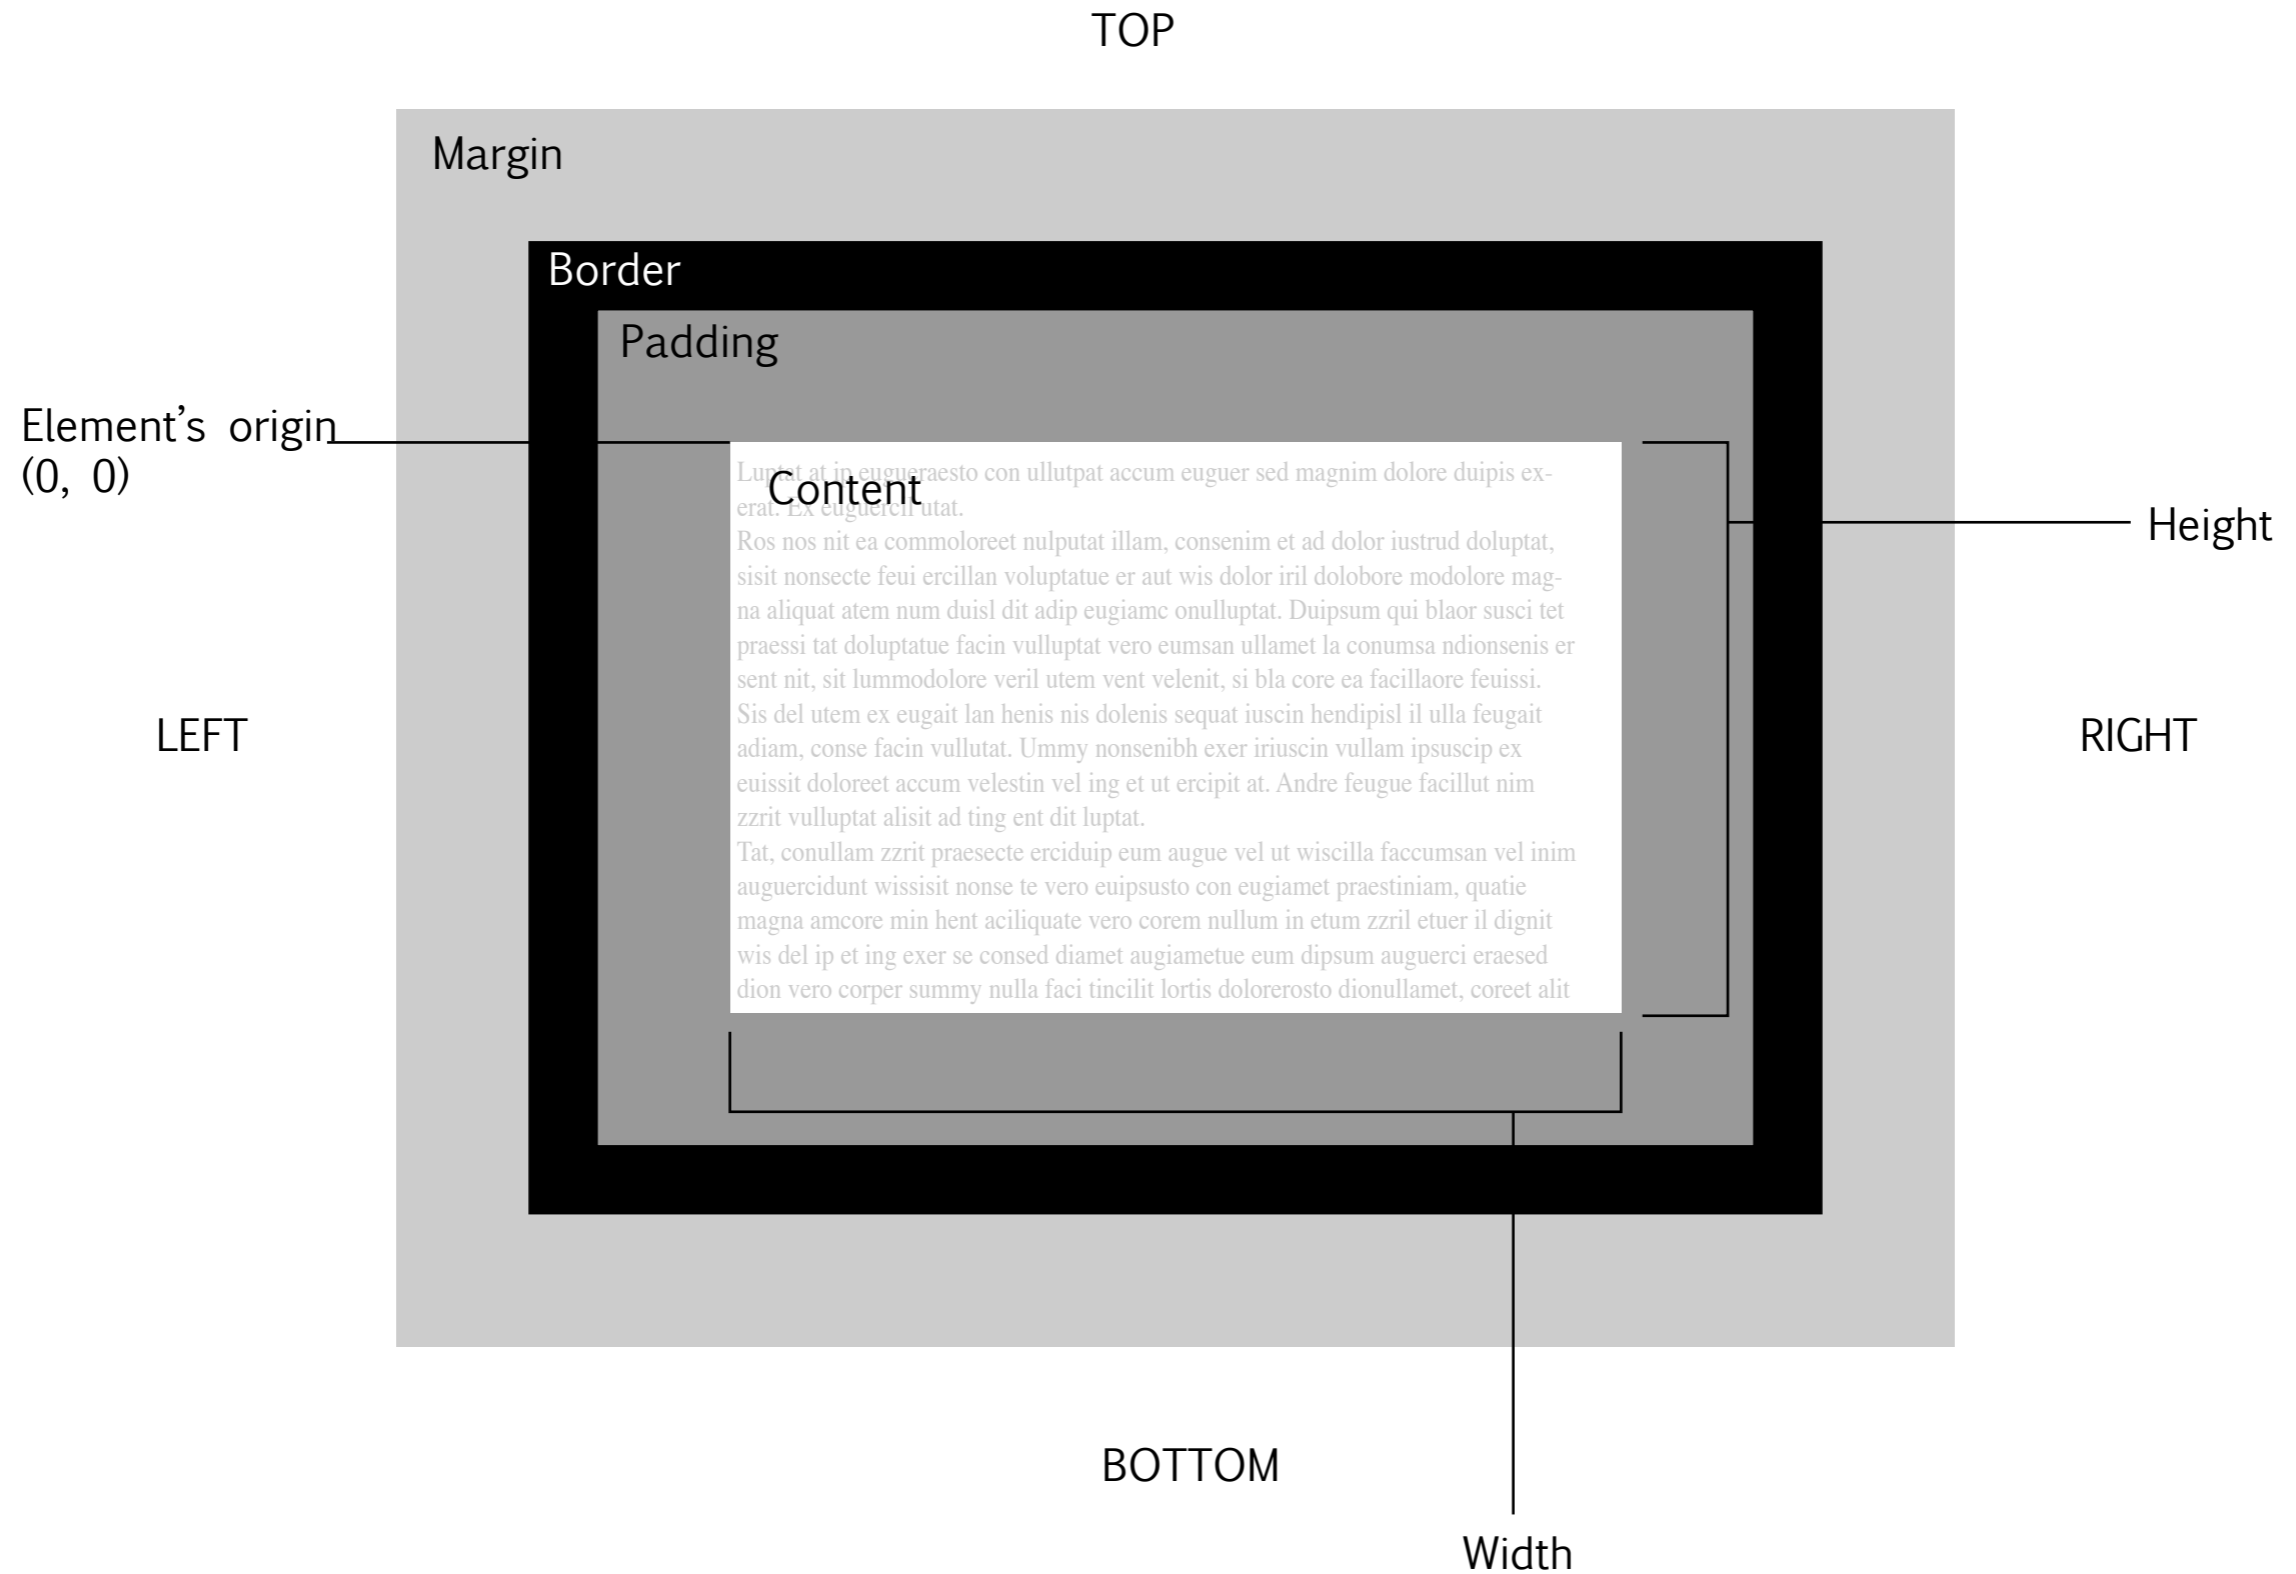 TOP
Margin
Border
Padding
Element's origin
(0, 0)
Content
Luptat at ip eugueraesto con ullutpat accum euguer sed magnim dolore duipis ex-
erat. Ex euguercil utat.
Ros nos nit ea commoloreet nulputat illam, consenim et ad dolor iustrud doluptat,
sisit nonsecte feui ercillan voluptatue er aut wis dolor iril dolobore modolore mag-
na aliquat atem num duisl dit adip eugiamc onulluptat. Duipsum qui blaor susci tet
praessi tat doluptatue facin vulluptat vero eumsan ullamet la conumsa ndionsenis er
sent nit, sit lummodolore veril utem vent velenit, si bla core ea facillaore feuissi.
Sis del utem ex eugait lan henis nis dolenis sequat iuscin hendipisl il ulla feugait
adiam, conse facin vullutat. Ummy nonsenibh exer iriuscin vullam ipsuscip ex
euissit doloreet accum velestin vel ing et ut ercipit at. Andre feugue facillut nim
zzrit vulluptat alisit ad ting ent dit luptat.
Tat, conullam zzrit praesecte erciduip eum augue vel ut wiscilla faccumsan vel inim
auguercidunt wissisit nonse te vero euipsusto con eugiamet praestiniam, quatie
magna amcore min hent aciliquate vero corem nullum in etum zzril etuer il dignit
wis del ip et ing exer se consed diamet augiametue eum dipsum auguerci eraesed
dion vero corper summy nulla faci tincilit lortis dolorerosto dionullamet, coreet alit
Height
LEFT
RIGHT
BOTTOM
Width